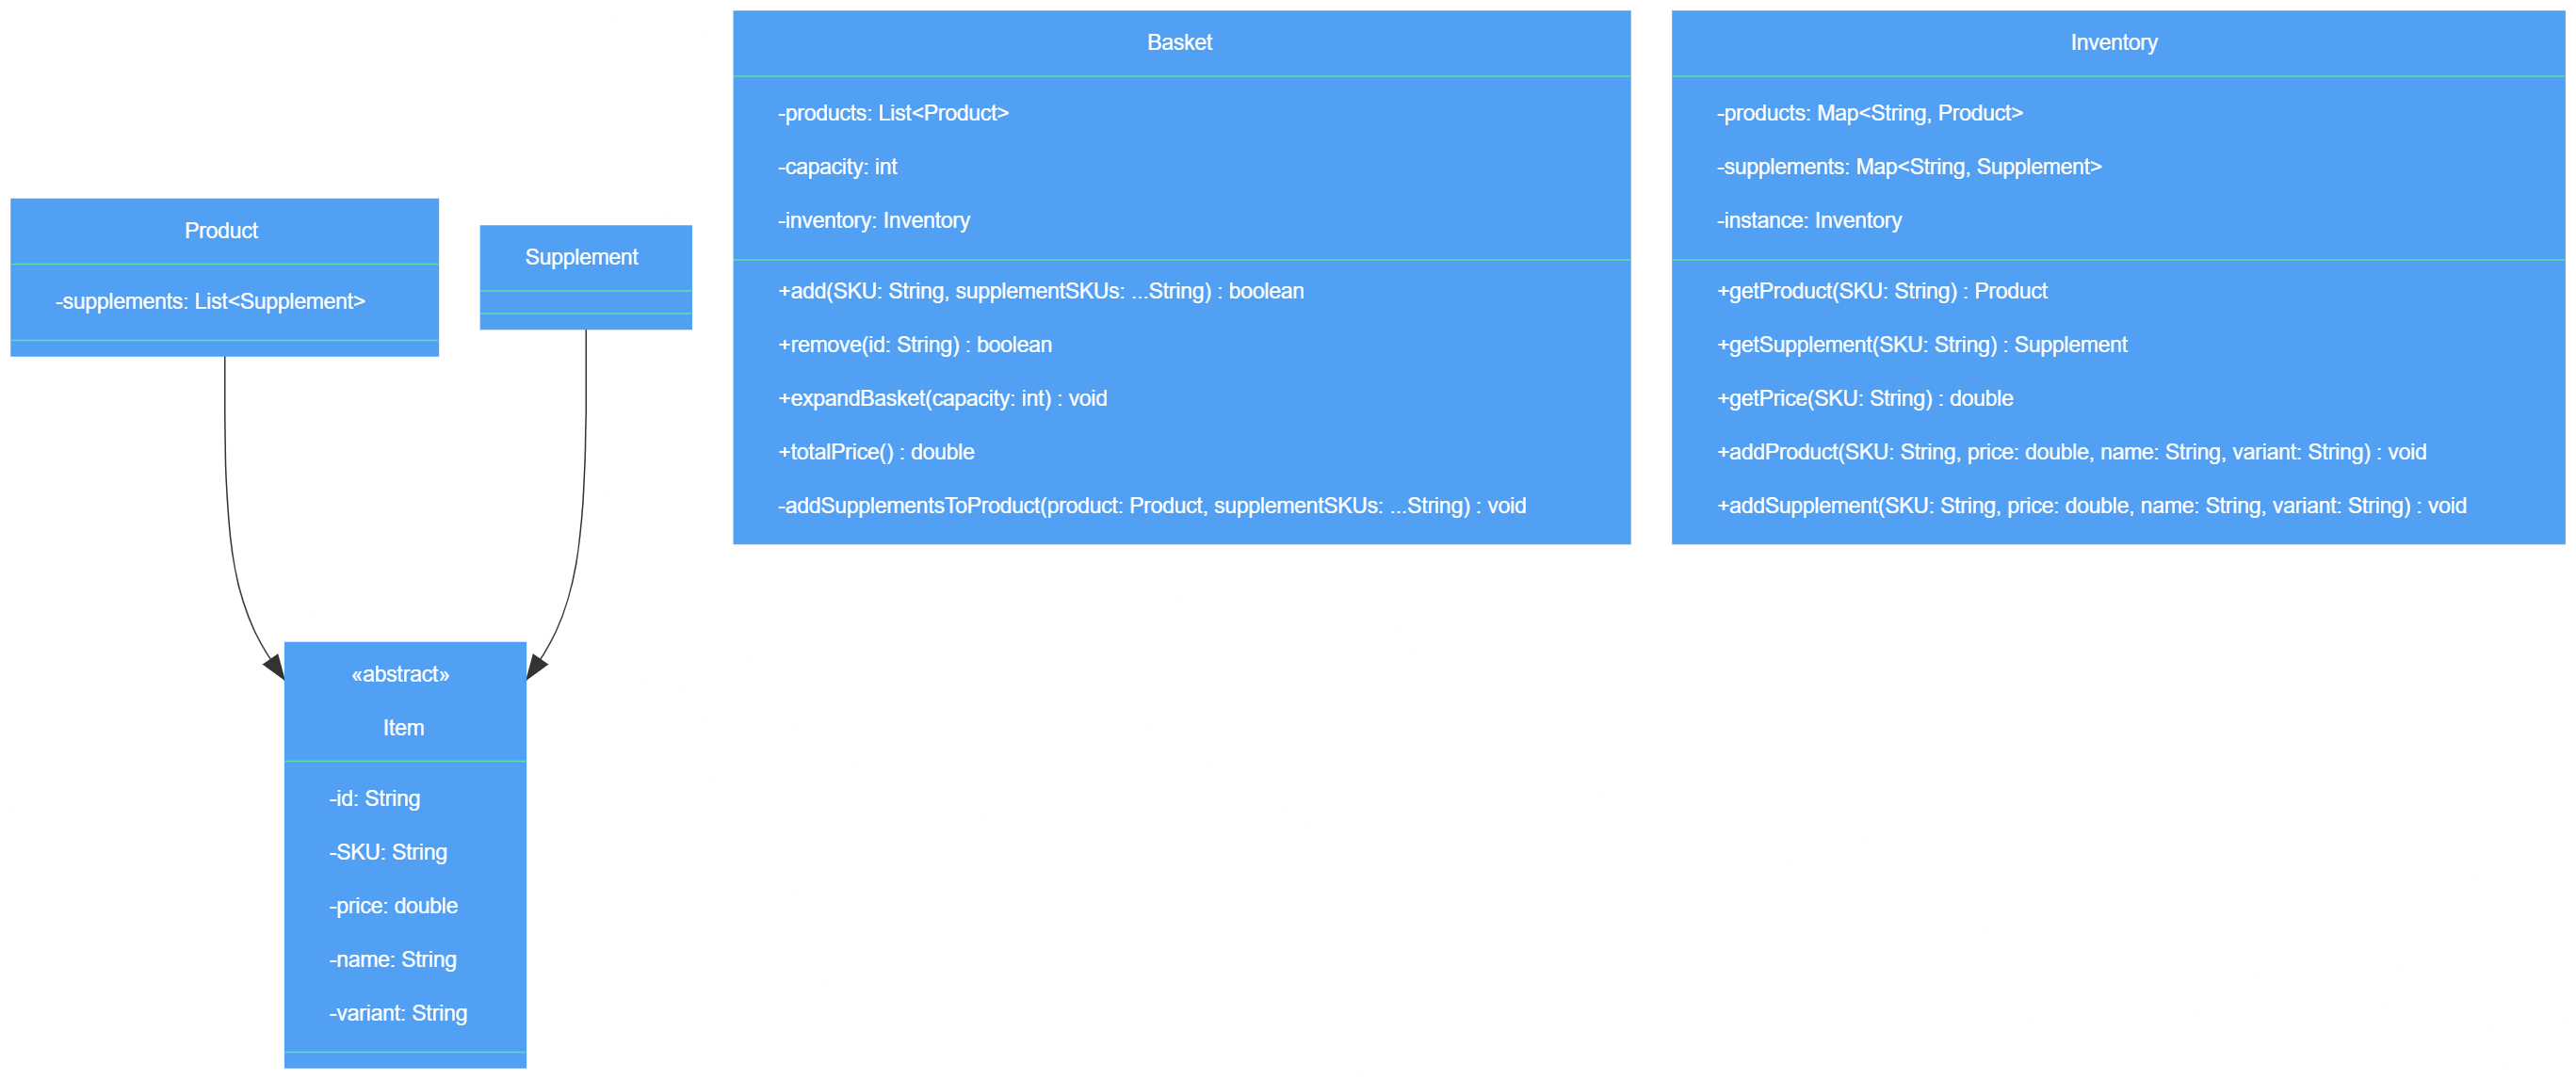 Product
-supplements: List<Supplement>
Supplement
Basket
-products: List<Product>
-capacity: int
-inventory: Inventory
+add(SKU: String, supplementSKUs: ...String) : boolean
+remove(id: String) : boolean
+expandBasket(capacity: int) : void
+totalPrice() : double
-addSupplementsToProduct(product: Product, supplementSKUs: ...String) : void
Inventory
-products: Map<String, Product>
-supplements: Map<String, Supplement>
-instance: Inventory
+getProduct(SKU: String) : Product
+getSupplement(SKU: String) : Supplement
+getPrice(SKU: String) : double
+addProduct(SKU: String, price: double, name: String, variant: String) : void
+addSupplement(SKU: String, price: double, name: String, variant: String) : void
«abstract»
Item
-id: String
-SKU: String
-price: double
-name: String
-variant: String